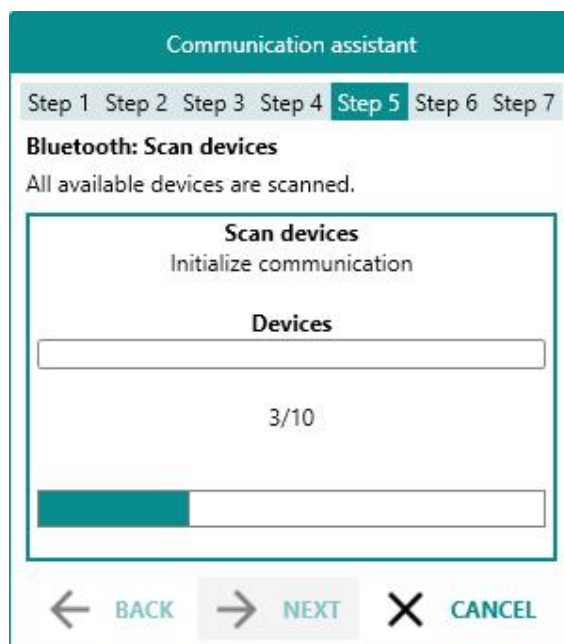 Communication assistant
Step 1 Step 2 Step 3 Step 4 Step 5 Step 6 Step 7
Bluetooth: Scan devices
All available devices are scanned.
Scan devices
Initialize communication
Devices
3/10
BACK NEXT CANCEL